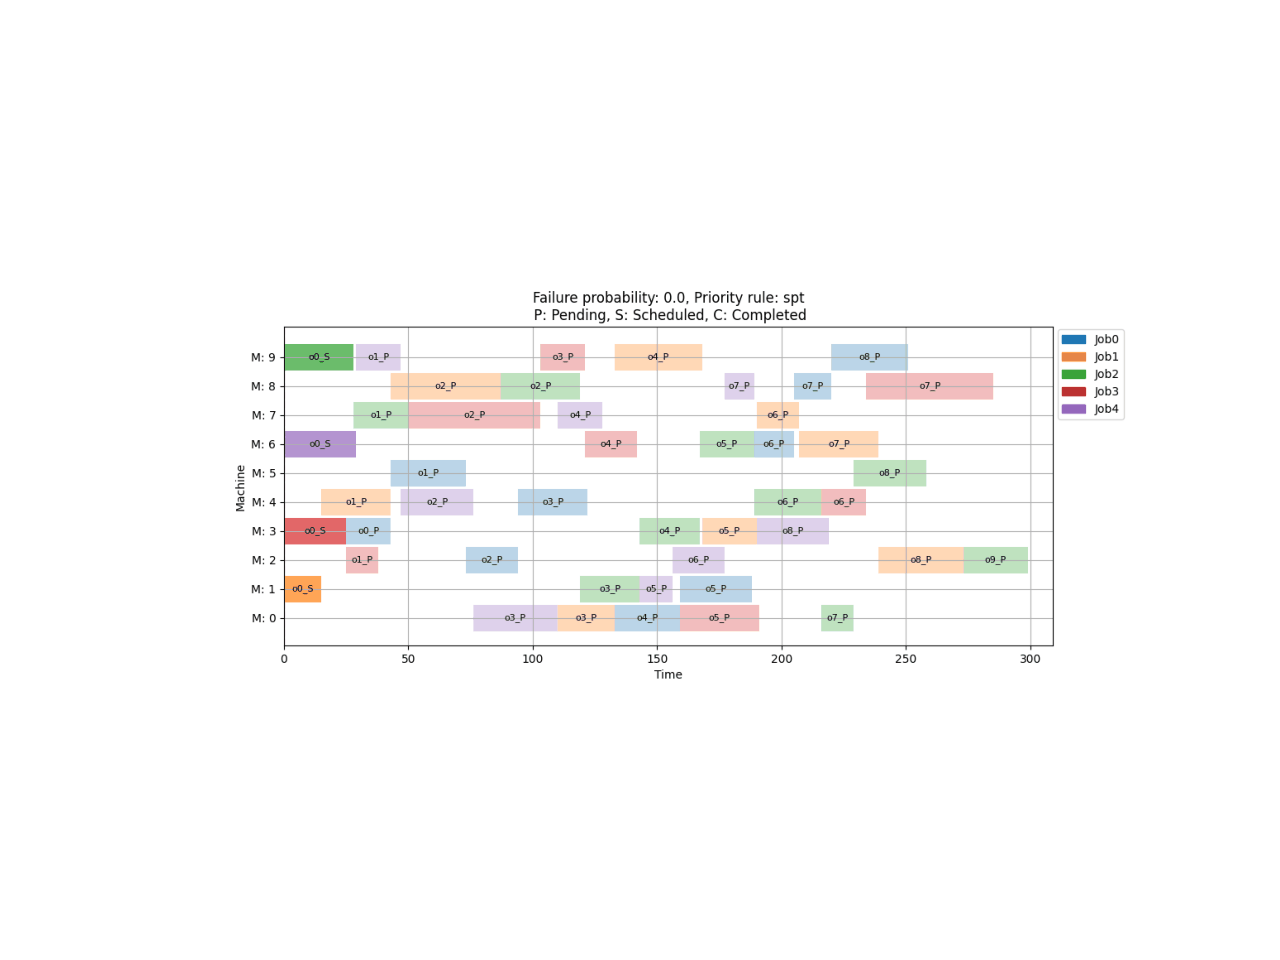 Failure probability: 0.0, Priority rule: spt
P: Pending, S: Scheduled, C: Completed
M: 9 o0_S o1_P o3_P o4_P o8_P
M: 8 o2_P o2_P o7_P o7_P o7_P
M: 7 o1_P o2_P o4_P o6_P
M: 6 o0_S o4_P o5_P o6_P o7_P
M: 5 o1_P o8_P
M: 4 o1_P o2_P o3_P o6_P o6_P
M: 3 o0_S o0_P o4_P o5_P o8_P
M: 2 o1_P o2_P o6_P o8_P o9_P
M: 1 o0_S o3_P o5_P o5_P
M: 0 o3_P o3_P o4_P o5_P o7_P
Machine
0 50 100 150 200 250 300
Time
Job0
Job1
Job2
Job3
Job4